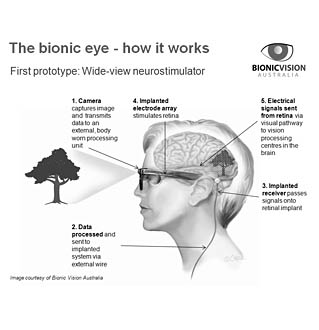 The bionic eye - how it works
BIONICVISION
AUSTRALIA
First prototype: Wide-view neurostimulator
1. Camera
captures image
and transmits
data to an
external, body
worn processing
unit
4. Implanted
electrode array
stimulates retina
5. Electrical
signals sent
from retina via
visual pathway
to vision
processing
centres in the
brain
3. Implanted
receiver passes
signals onto
retinal implant
2. Data
processed and
sent to
implanted
system via
external wire
Image courtesy of Bionic Vision Australia